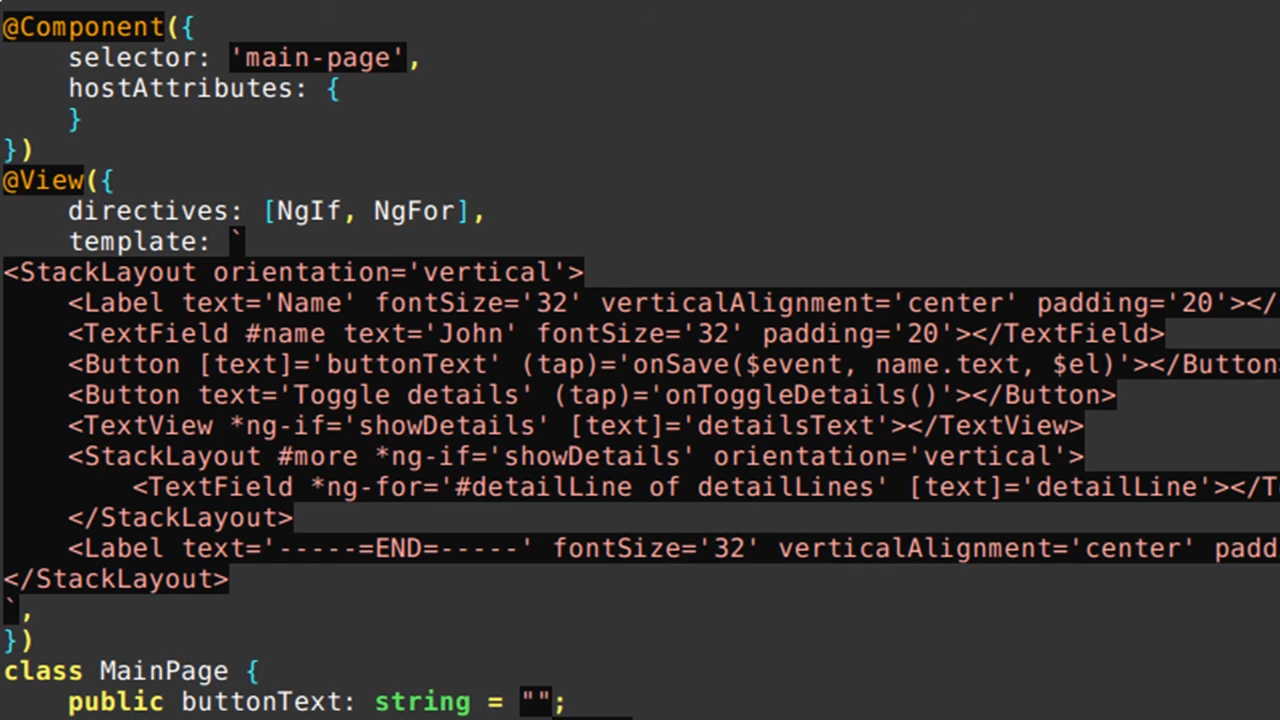 @Component({
    selector: 'main-page',
    hostAttributes: {
    }
})
@View({
    directives: [NgIf, NgFor],
    template: `
<StackLayout orientation='vertical'>
    <Label text='Name' fontSize='32' verticalAlignment='center' padding='20'></
    <TextField #name text='John' fontSize='32' padding='20'></TextField>
    <Button [text]='buttonText' (tap)='onSave($event, name.text, $el)'></Button
    <Button text='Toggle details' (tap)='onToggleDetails()'></Button>
    <TextView *ng-if='showDetails' [text]='detailsText'></TextView>
    <StackLayout #more *ng-if='showDetails' orientation='vertical'>
        <TextField *ng-for='#detailLine of detailLines' [text]='detailLine'></T
    </StackLayout>
    <Label text='-----=END=-----' fontSize='32' verticalAlignment='center' padd
</StackLayout>
`,
})
class MainPage {
    public buttonText: string = "";